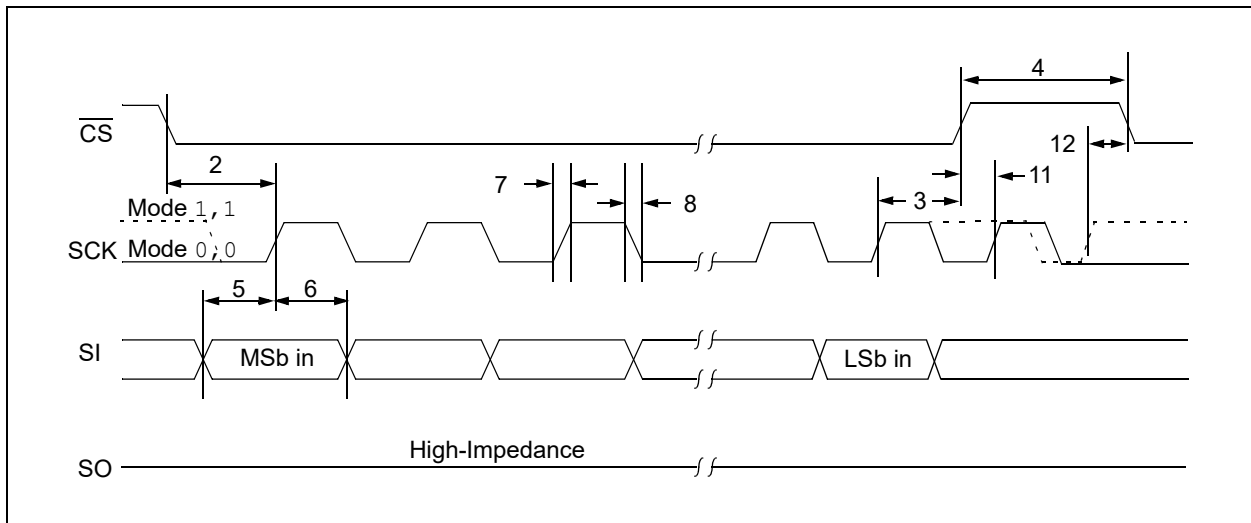 4
CS
12
2
7
8
3
11
Mode 1,1
SCK Mode 0,0
5 6
SI MSb in LSb in
High-Impedance
SO